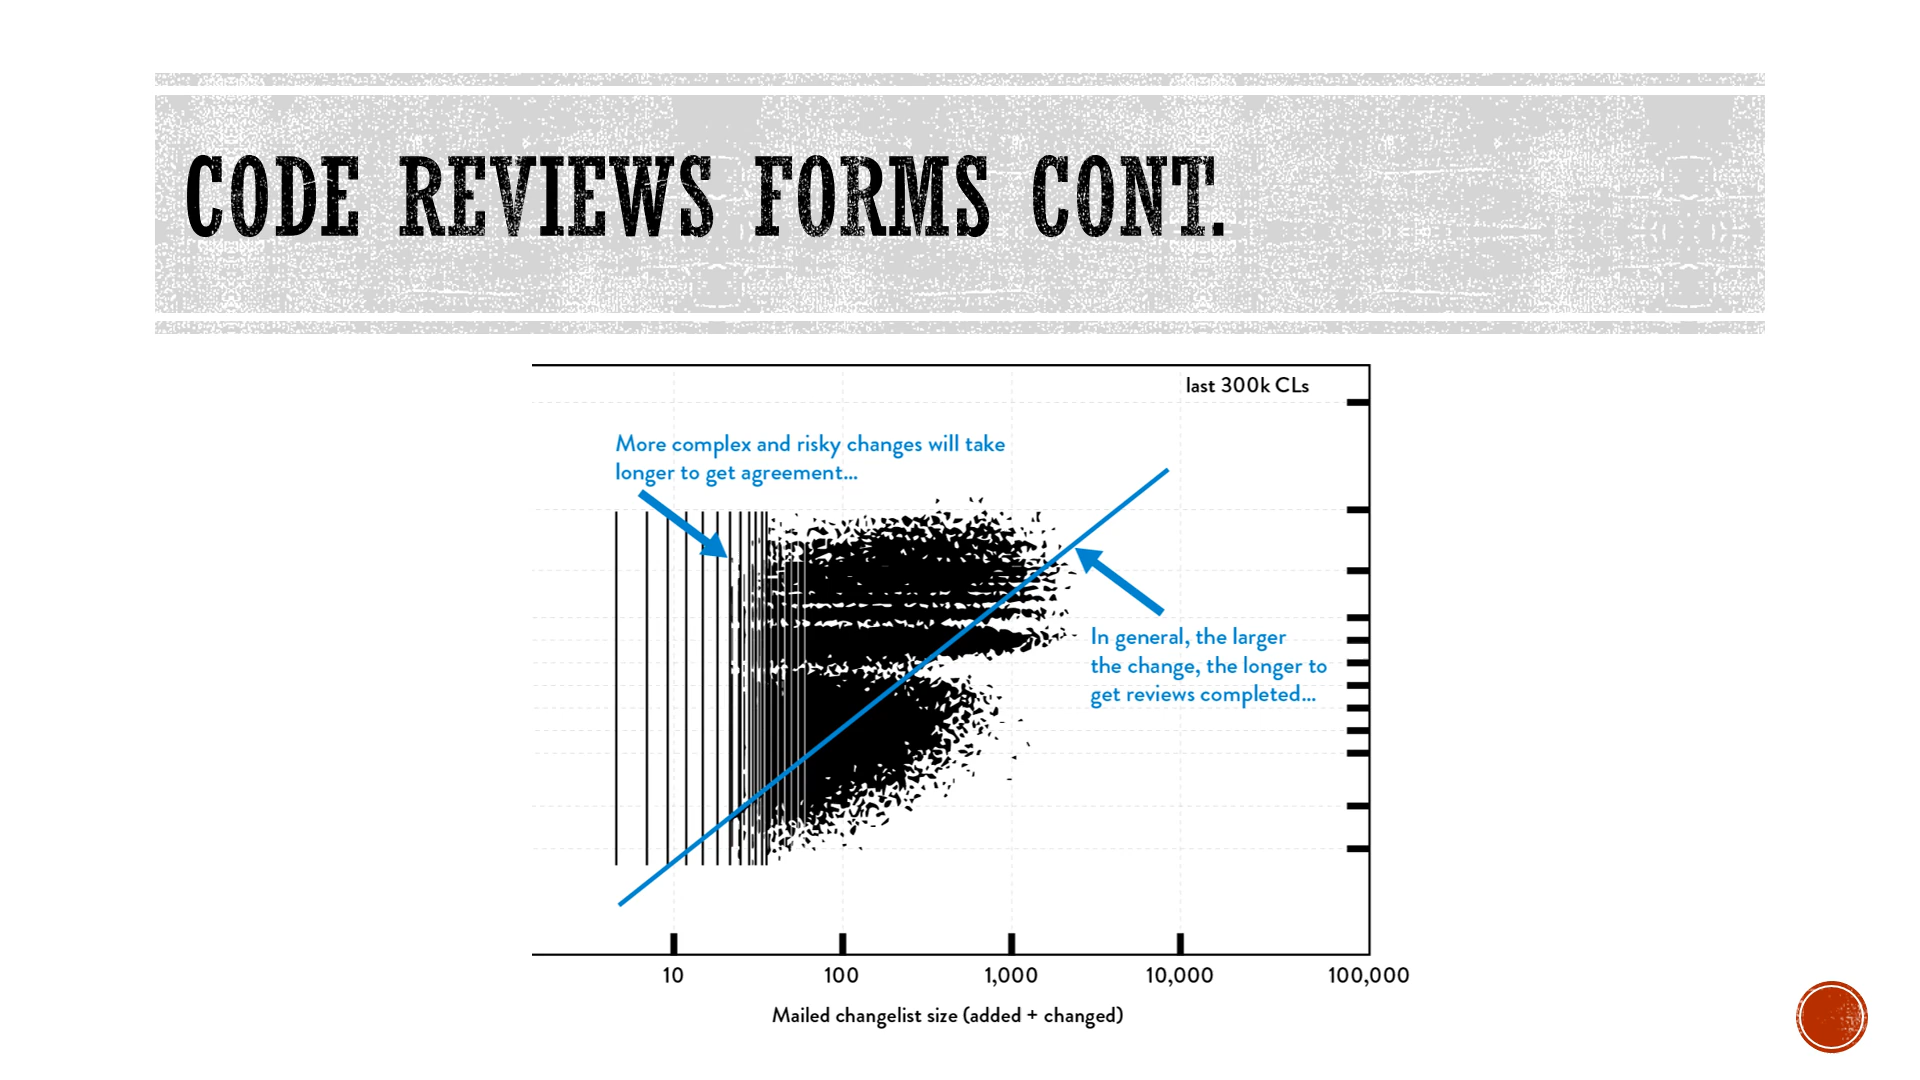 CODE REVIEWS FORMS CONT.
last 300k CLs
More complex and risky changes will take
longer to get agreement...
In general, the larger
the change, the longer to
get reviews completed...
10
100
1,000
10,000
100,000
Mailed changelist size (added + changed)